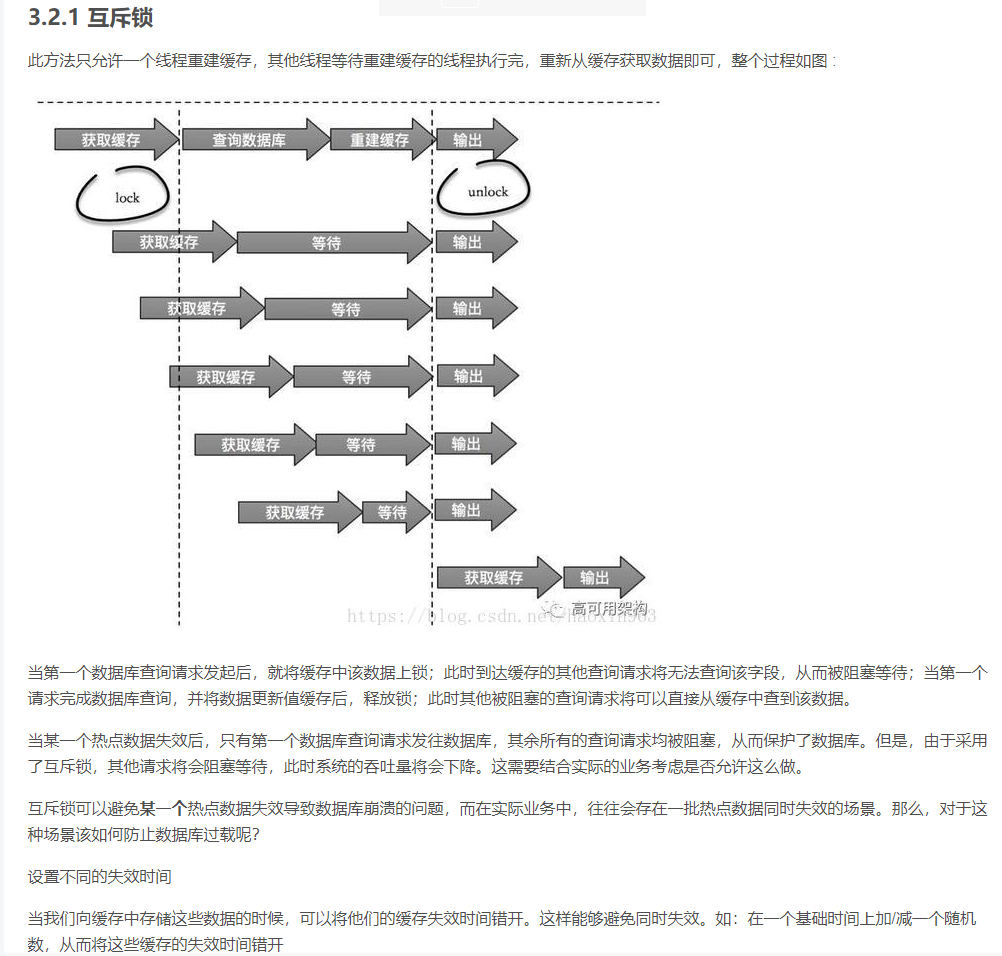 3.2.1 互斥锁
此方法只允许一个线程重建缓存，其他线程等待重建缓存的线程执行完，重新从缓存获取数据即可，整个过程如图 :
获取缓存 查询数据库 重建缓存 输出
lock unlock
获取缓存 等待 输出
获取缓存 等待 输出
获取缓存 等待 输出
获取缓存 等待 输出
获取缓存 等待 输出
获取缓存 输出
高可用架构
https://blog.csdn.net/haoxin963
当第一个数据库查询请求发起后，就将缓存中该数据上锁；此时到达缓存的其他查询请求将无法查询该字段，从而被阻塞等待；当第一个
请求完成数据库查询，并将数据更新值缓存后，释放锁；此时其他被阻塞的查询请求将可以直接从缓存中查到该数据。
当某一个热点数据失效后，只有第一个数据库查询请求发往数据库，其余所有的查询请求均被阻塞，从而保护了数据库。但是，由于采用
了互斥锁，其他请求将会阻塞等待，此时系统的吞吐量将会下降。这需要结合实际的业务考虑是否允许这么做。
互斥锁可以避免某一个热点数据失效导致数据库崩溃的问题，而在实际业务中，往往会存在一批热点数据同时失效的场景。那么，对于这
种场景该如何防止数据库过载呢？
设置不同的失效时间
当我们向缓存中存储这些数据的时候，可以将他们的缓存失效时间错开。这样能够避免同时失效。如：在一个基础时间上加/减一个随机
数，从而将这些缓存的失效时间错开